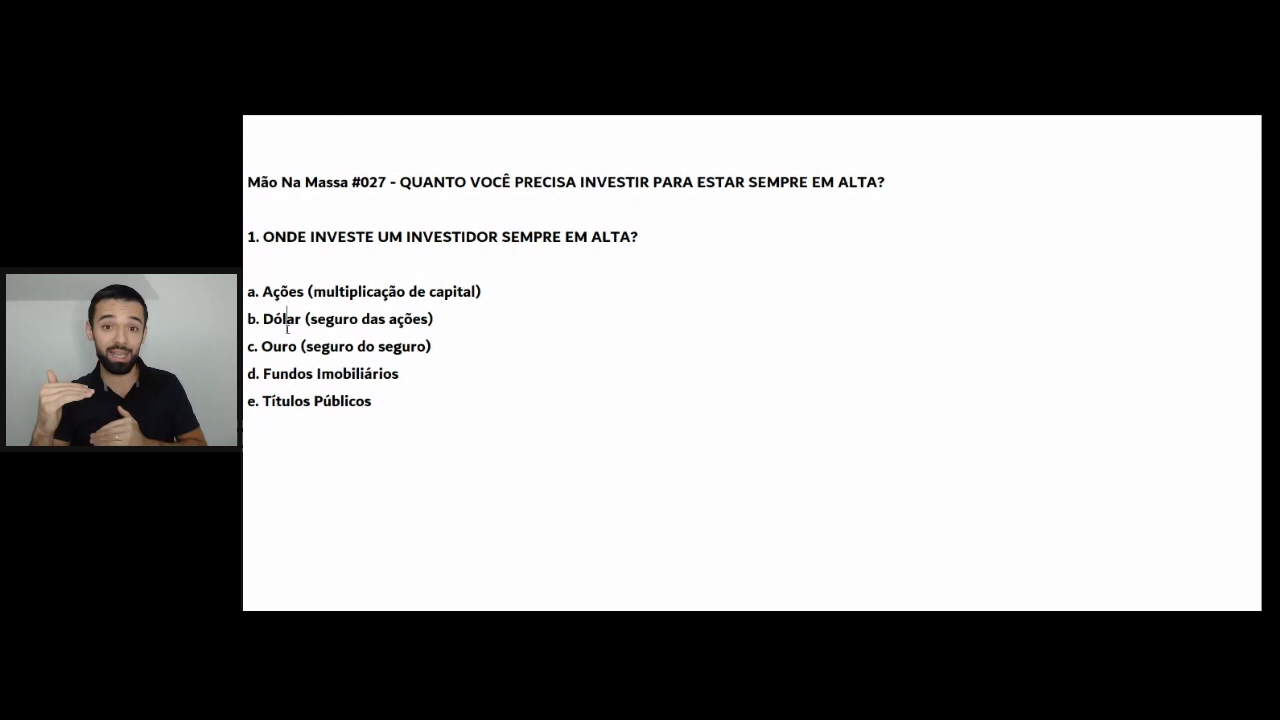 Mão Na Massa #027 - QUANTO VOCÊ PRECISA INVESTIR PARA ESTAR SEMPRE EM ALTA?
1. ONDE INVESTE UM INVESTIDOR SEMPRE EM ALTA?
a. Ações (multiplicação de capital)
b. Dólar (seguro das ações)
c. Ouro (seguro do seguro)
d. Fundos Imobiliários
e. Títulos Públicos